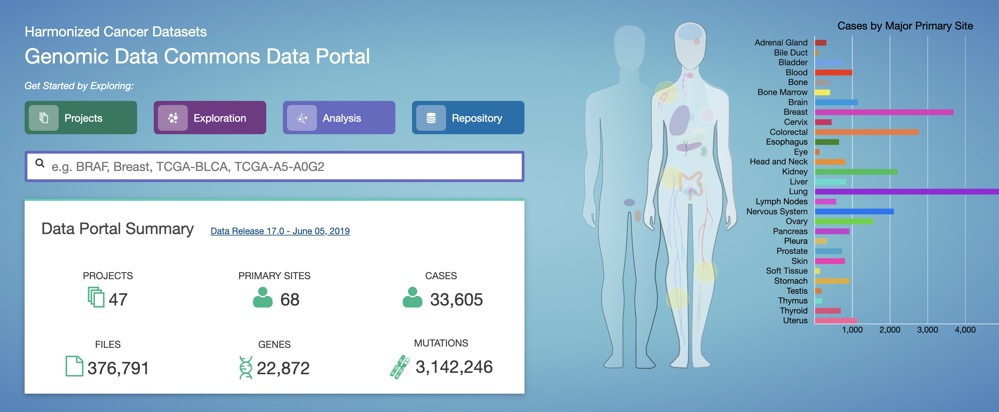 Harmonized Cancer Datasets
Genomic Data Commons Data Portal
Get Started by Exploring:
Projects
Exploration
Analysis
Repository
e.g. BRAF, Breast, TCGA-BLCA, TCGA-A5-A0G2
Data Portal Summary Data Release 17.0 - June 05, 2019
PROJECTS
47
PRIMARY SITES
68
CASES
33,605
FILES
376,791
GENES
22,872
MUTATIONS
3,142,246
Cases by Major Primary Site
Adrenal Gland
Bile Duct
Bladder
Blood
Bone
Bone Marrow
Brain
Breast
Cervix
Colorectal
Esophagus
Eye
Head and Neck
Kidney
Liver
Lung
Lymph Nodes
Nervous System
Ovary
Pancreas
Pleura
Prostate
Skin
Soft Tissue
Stomach
Testis
Thymus
Thyroid
Uterus
1,000 2,000 3,000 4,000